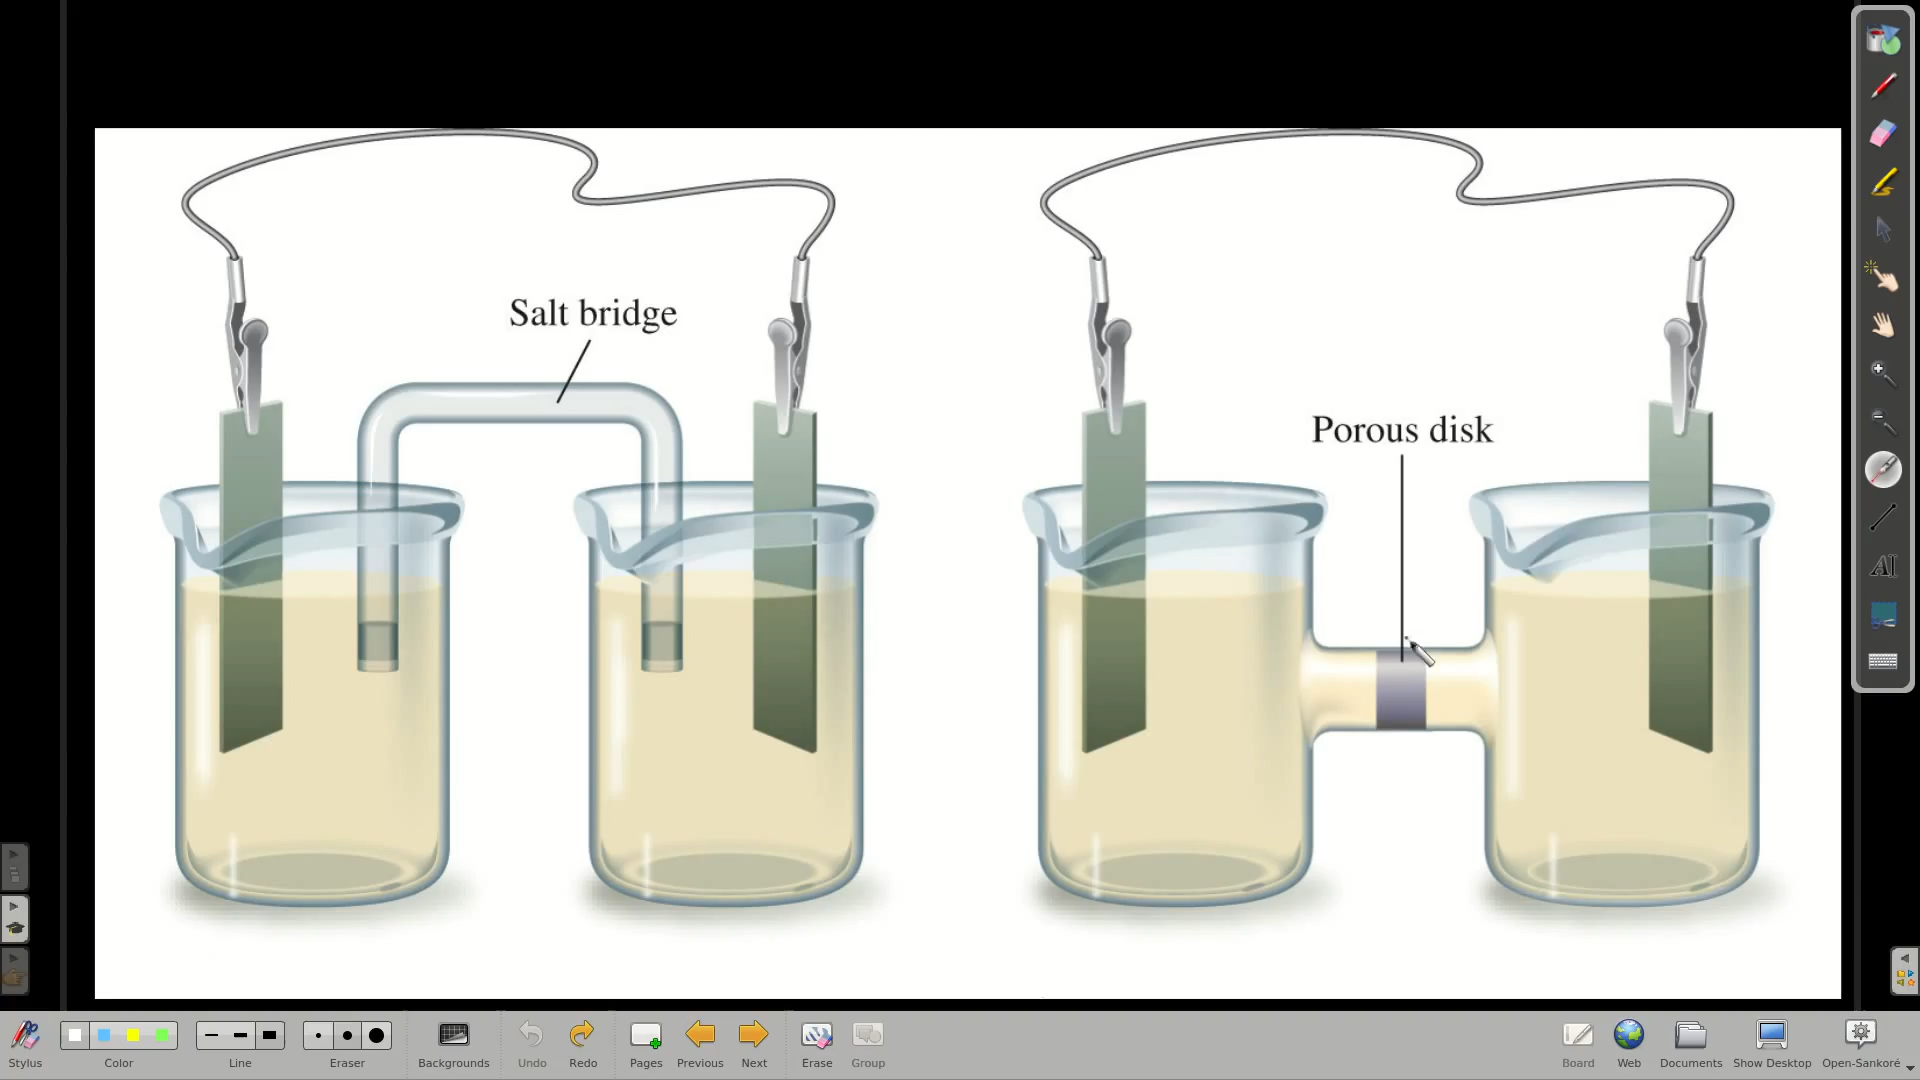 Salt bridge
Porous disk
Stylus
Color
Line
Eraser
Backgrounds
Undo
Redo
Pages
Previous
Next
Erase
Group
Board
Web
Documents
Show Desktop
Open-Sankoré